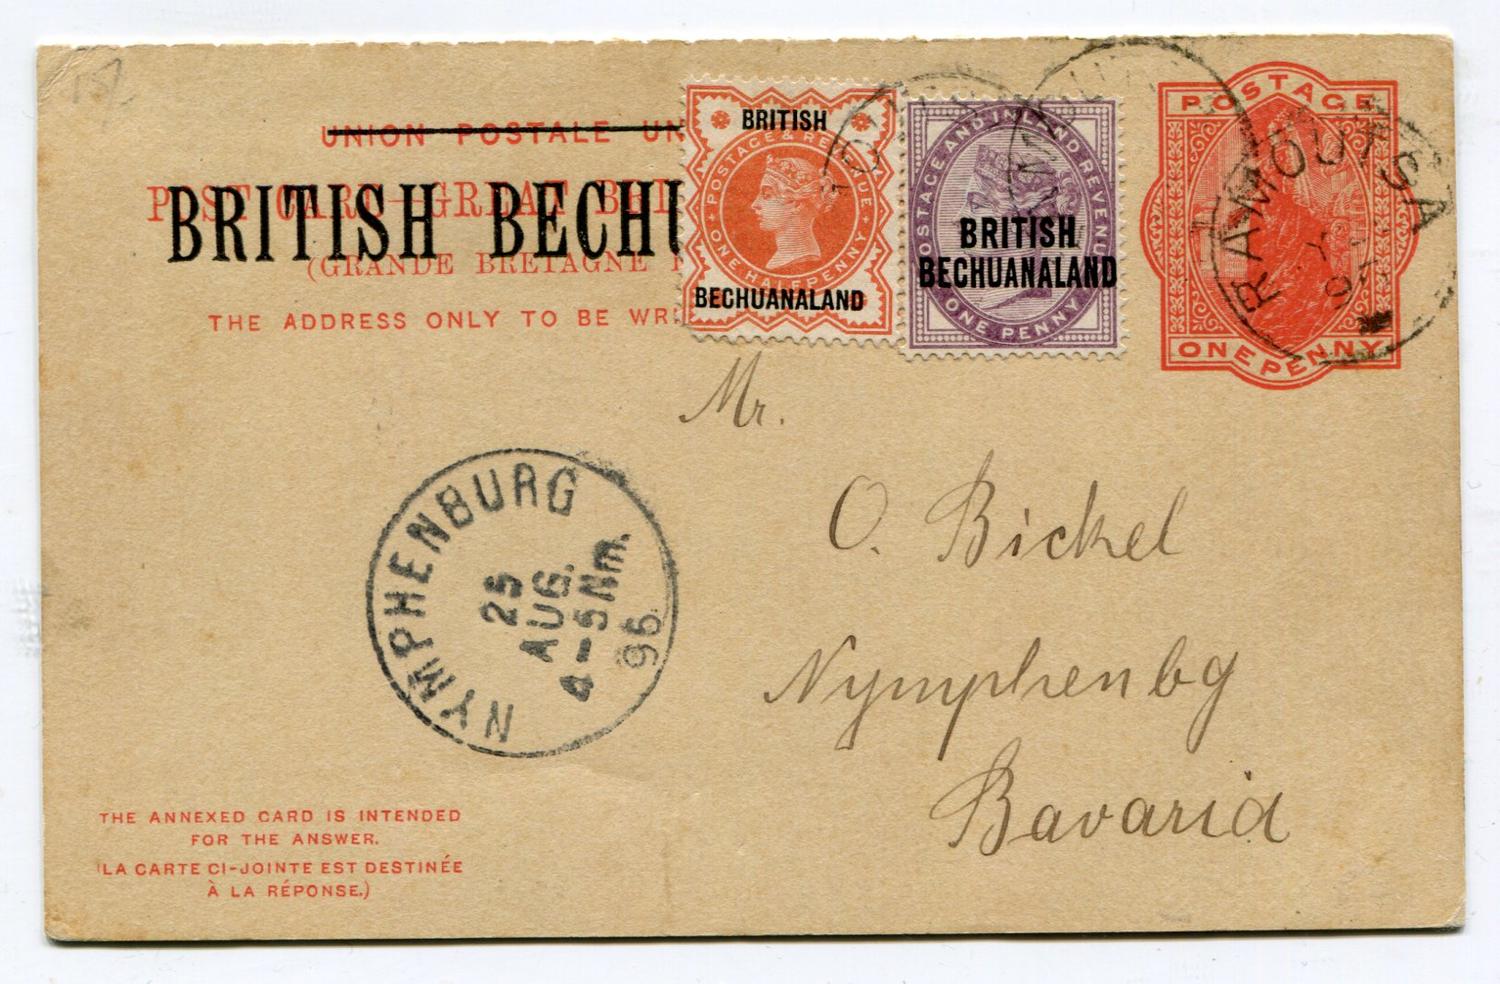 UNION POSTALE UN
POST CARD—GREAT BRI
BRITISH BECHU
(GRANDE BRETAGNE
THE ADDRESS ONLY TO BE WRI
BRITISH
POSTAGE & REVENUE
ONE HALFPENNY
BECHUANALAND
POSTAGE AND INLAND REVENUE
BRITISH
BECHUANALAND
ONE PENNY
POSTAGE
ONE PENNY
RAMOUTSA
95
Mr.
O. Bickel
Nymphenbg
Bavaria
NYMPHENBURG
25
AUG.
4–5Nm.
95.
THE ANNEXED CARD IS INTENDED
FOR THE ANSWER.
(LA CARTE CI-JOINTE EST DESTINÉE
À LA RÉPONSE.)